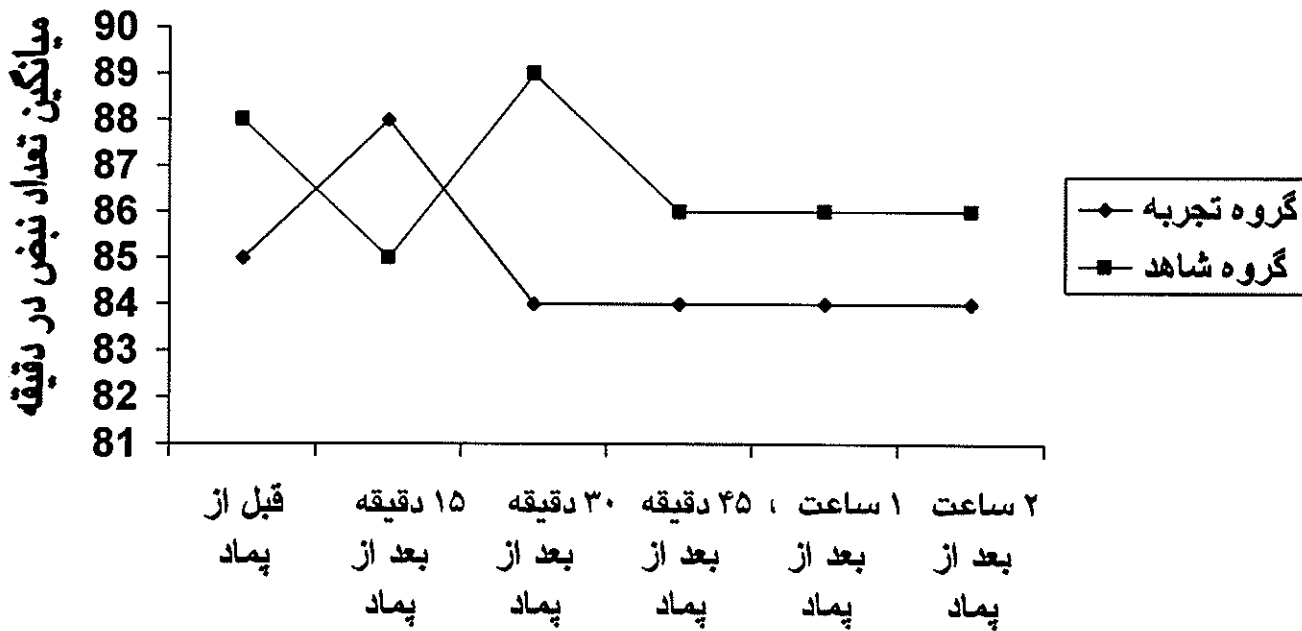 میانگین تعداد نبض در دقیقه
90
89
88
87
86
85
84
83
82
81
قبل از
پماد
۱۵ دقیقه
بعد از
پماد
۳۰ دقیقه
بعد از
پماد
۴۵ دقیقه
بعد از
پماد
۱ ساعت
بعد از
پماد
۲ ساعت
بعد از
پماد
گروه تجربه
گروه شاهد